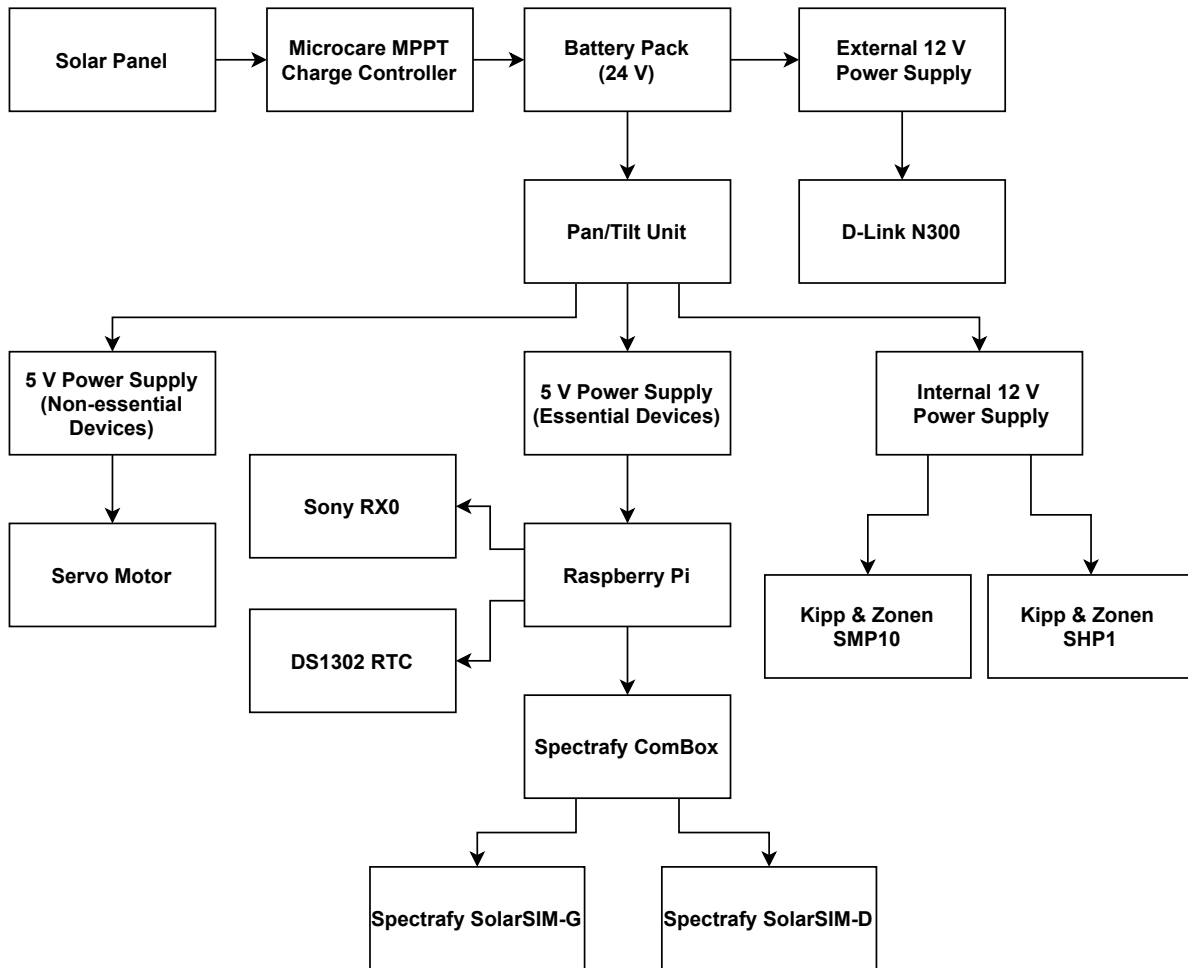 Solar Panel
Microcare MPPT
Charge Controller
Battery Pack
(24 V)
External 12 V
Power Supply
Pan/Tilt Unit
D-Link N300
5 V Power Supply
(Non-essential
Devices)
5 V Power Supply
(Essential Devices)
Internal 12 V
Power Supply
Sony RX0
Servo Motor
Raspberry Pi
Kipp & Zonen
SMP10
Kipp & Zonen
SHP1
DS1302 RTC
Spectrafy ComBox
Spectrafy SolarSIM-G
Spectrafy SolarSIM-D